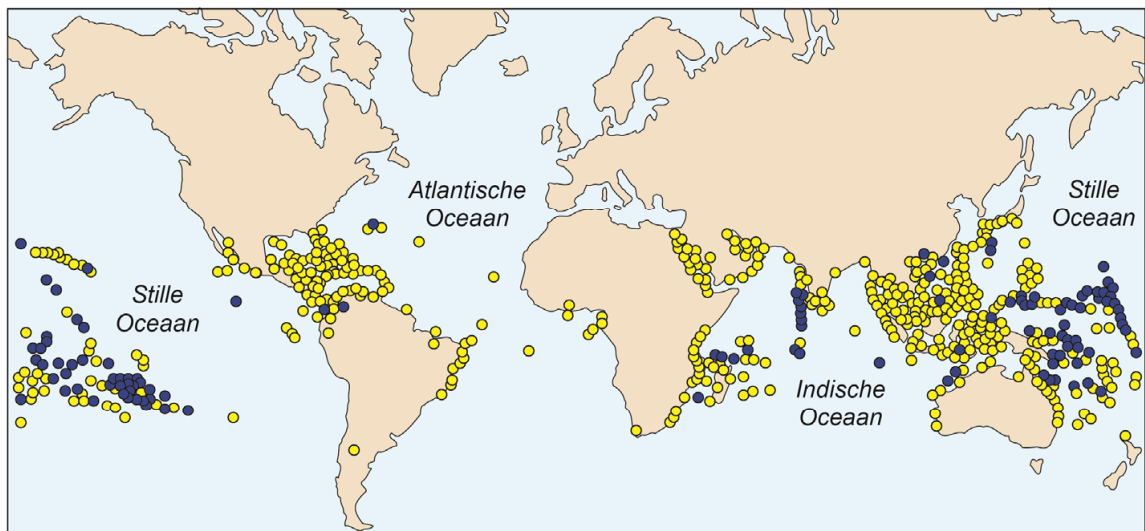 Atlantische
Oceaan
Stille
Oceaan
Stille
Oceaan
Indische
Oceaan